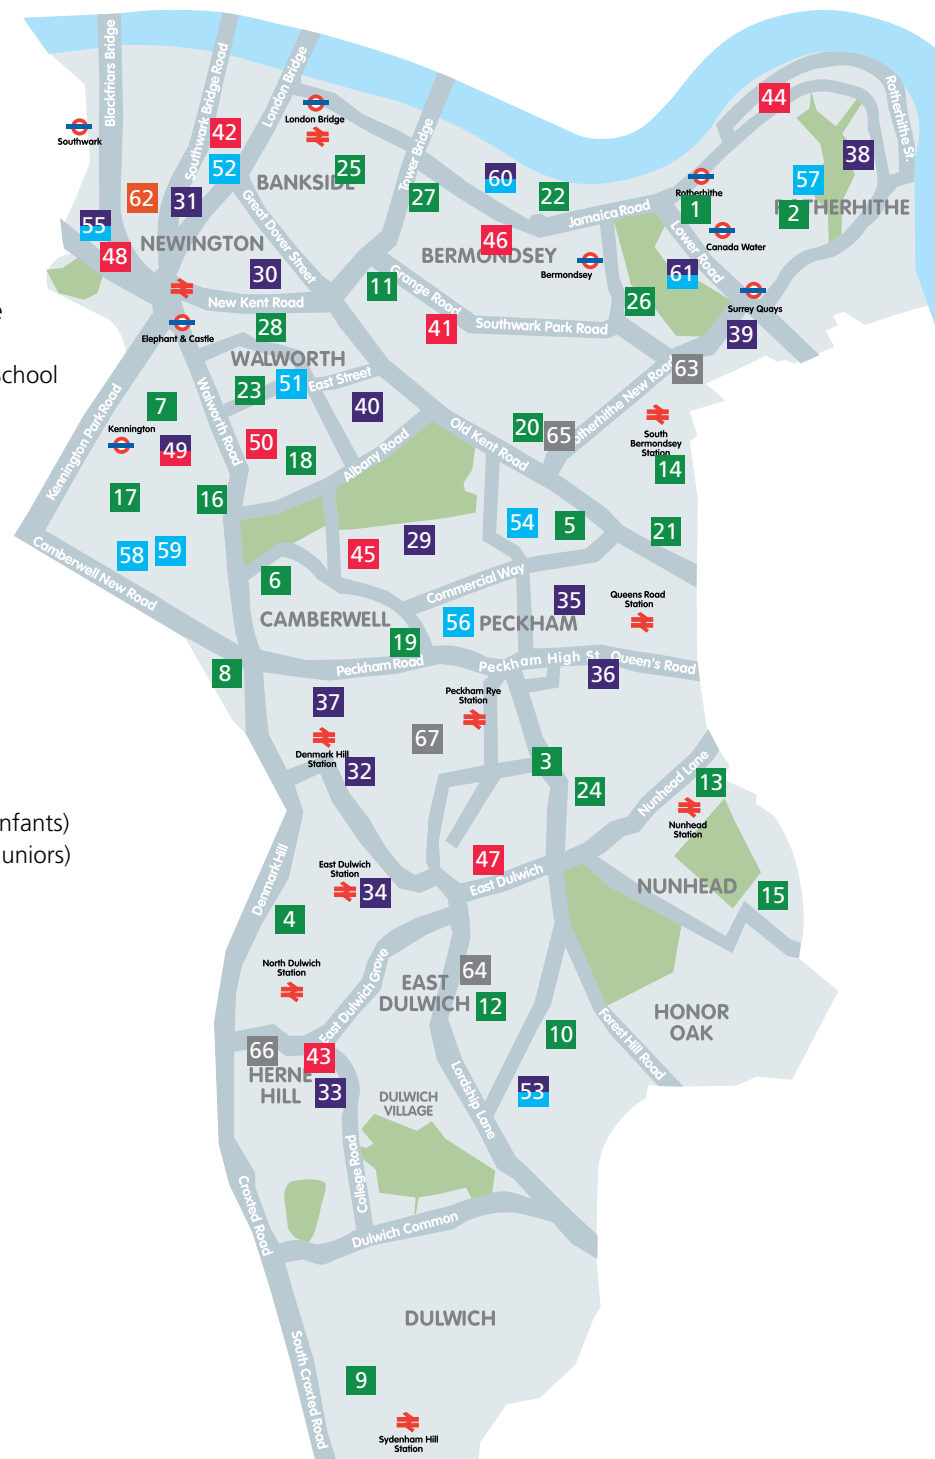 Blackfriars Bridge
Southwark Bridge Road
London Bridge
Rotherhithe St.
44
London Bridge
Southwark
42
Tower Bridge
38
52
25
BANKSIDE
60
57
62
31
27
22
Rotherhithe
1
2
ROTHERHITHE
Jamaica Road
55
Great Dover Street
Lower Road
Canada Water
NEWINGTON
48
46
BERMONDSEY
Bermondsey
30
11
Grange Road
61
26
Surrey Quays
New Kent Road
e
28
41
Southwark Park Road
39
Elephant & Castle
WALWORTH
63
School
23
51
East Street
Rotherhithe New Road
Kennington Park Road
Walworth Road
7
40
Kennington
20
65
Old Kent Road
South
Bermondsey
Station
49
50
18
Albany Road
14
17
16
54
5
21
29
58
59
45
Camberwell New Road
6
Commercial Way
35
Queens Road
Station
CAMBERWELL
56
PECKHAM
19
Peckham Road
Peckham High St.
Queen's Road
8
36
37
Peckham Rye
Station
67
Denmark Hill
Station
32
3
24
Nunhead Lane
13
Nunhead
Station
nfants)
uniors)
47
East Dulwich
Denmark Hill
East Dulwich
Station
34
NUNHEAD
15
4
North Dulwich
Station
East Dulwich Grove
64
EAST
DULWICH
12
HONOR
OAK
10
Forest Hill Road
66
43
HERNE
HILL
33
53
Lordship Lane
DULWICH
VILLAGE
College Road
Croxted Road
Dulwich Common
DULWICH
South Croxted Road
9
Sydenham Hill
Station